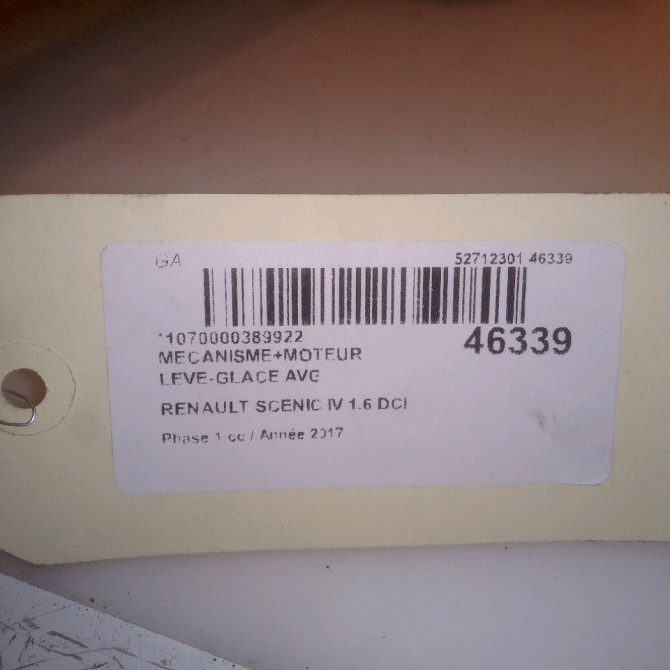 GA 52712301 46339
*1070000389922 46339
MECANISME+MOTEUR
LEVE-GLACE AVG
RENAULT SCENIC IV 1.6 DCI
Phase 1 cc / Année 2017